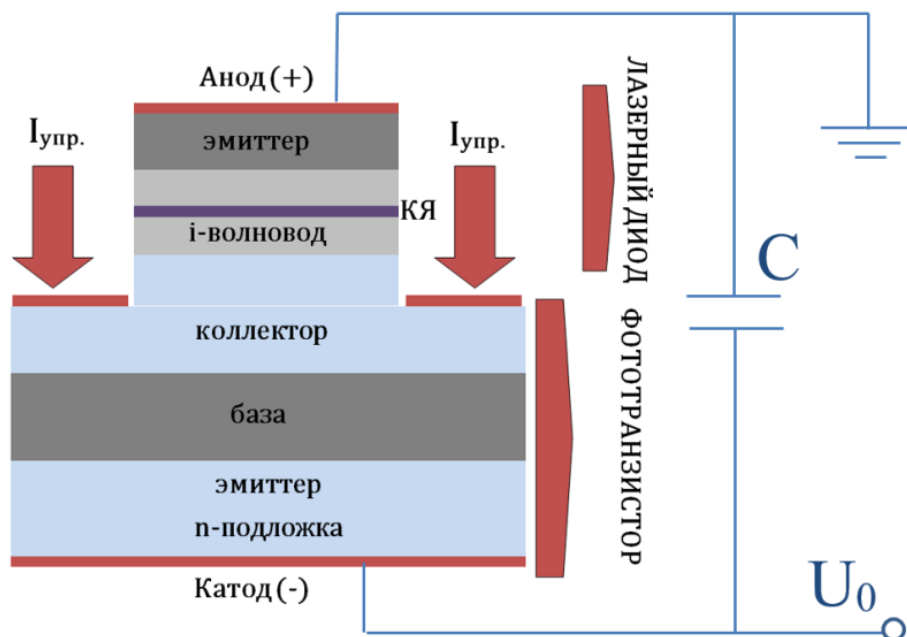 Анод (+)
Iупр.
Iупр.
эмиттер
КЯ
i-волновод
коллектор
база
эмиттер
n-подложка
Катод (-)
ЛАЗЕРНЫЙ ДИОД
ФОТОТРАНЗИСТОР
C
U₀